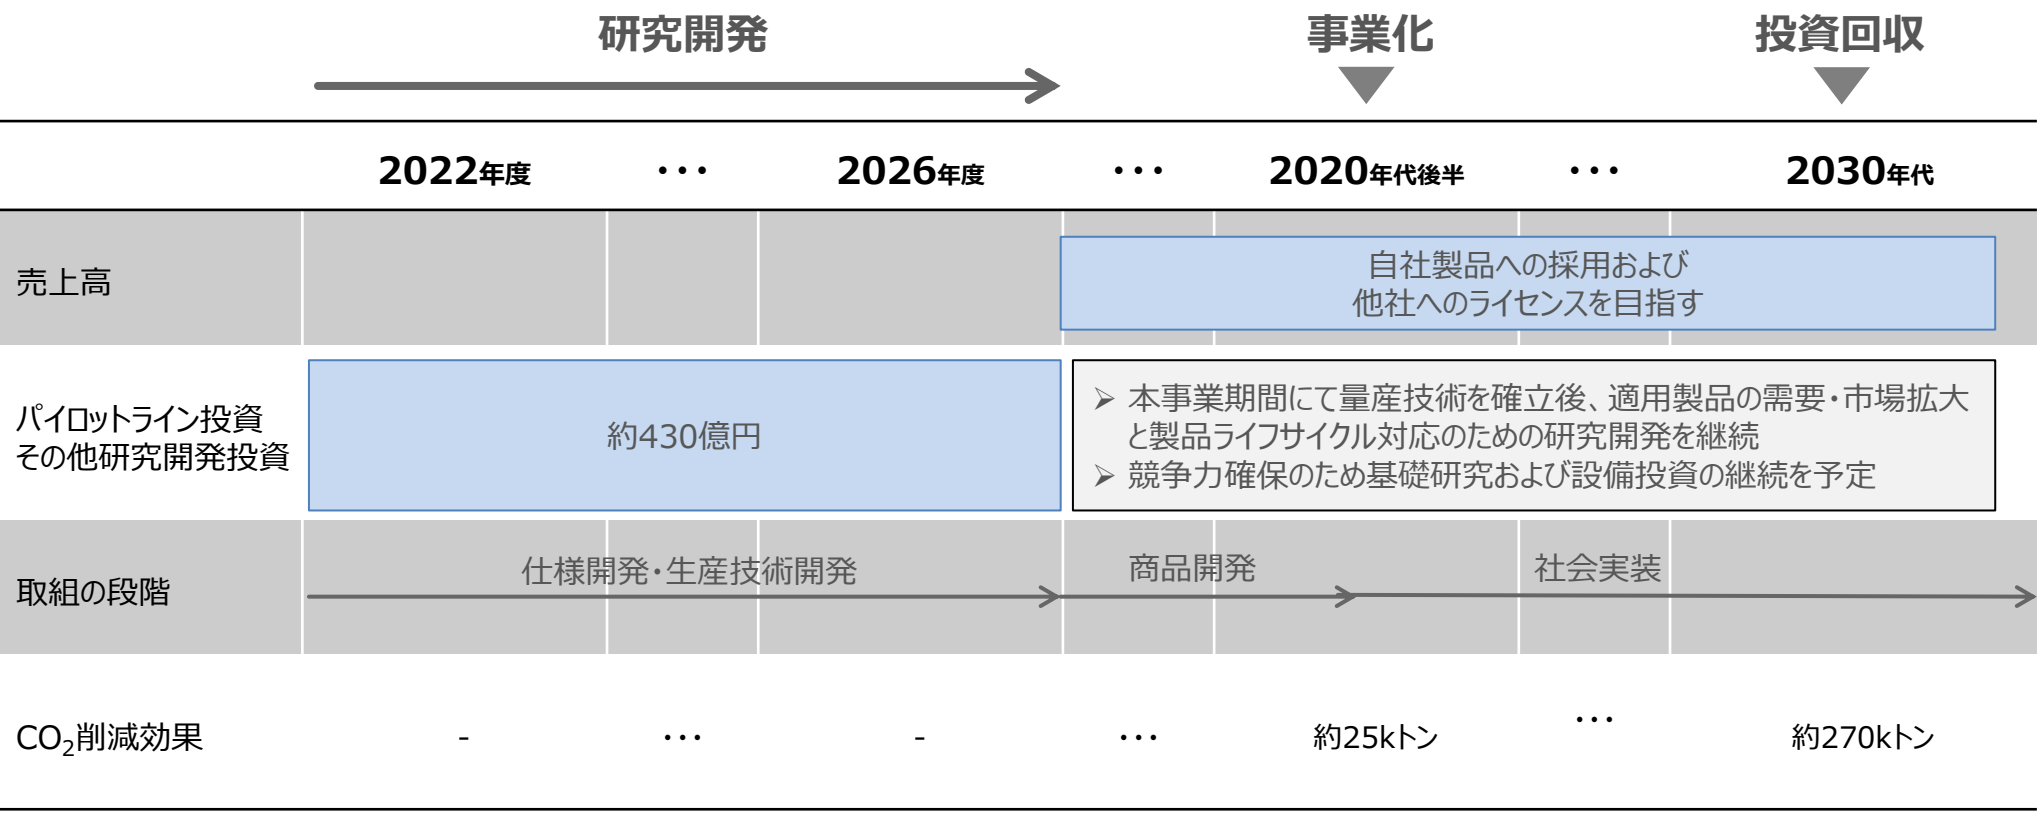 研究開発
事業化
投資回収
2022年度 ・・・ 2026年度 ・・・ 2020年代後半 ・・・ 2030年代
売上高
自社製品への採用および
他社へのライセンスを目指す
パイロットライン投資
その他研究開発投資
約430億円
➢ 本事業期間にて量産技術を確立後、適用製品の需要・市場拡大
と製品ライフサイクル対応のための研究開発を継続
➢ 競争力確保のため基礎研究および設備投資の継続を予定
取組の段階
仕様開発・生産技術開発
商品開発
社会実装
CO₂削減効果
- ・・・ - ・・・ 約25kトン ・・・ 約270kトン